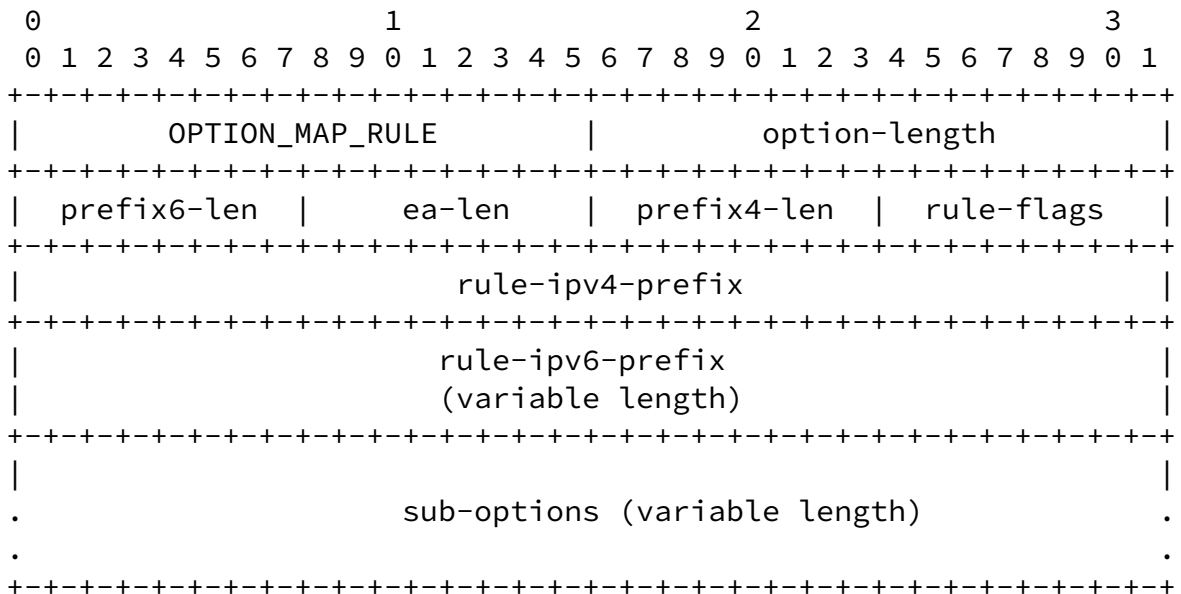 0                   1                   2                   3
 0 1 2 3 4 5 6 7 8 9 0 1 2 3 4 5 6 7 8 9 0 1 2 3 4 5 6 7 8 9 0 1
+-+-+-+-+-+-+-+-+-+-+-+-+-+-+-+-+-+-+-+-+-+-+-+-+-+-+-+-+-+-+-+-+
|        OPTION_MAP_RULE        |         option-length         |
+-+-+-+-+-+-+-+-+-+-+-+-+-+-+-+-+-+-+-+-+-+-+-+-+-+-+-+-+-+-+-+-+
|  prefix6-len  |     ea-len    |  prefix4-len  |  rule-flags   |
+-+-+-+-+-+-+-+-+-+-+-+-+-+-+-+-+-+-+-+-+-+-+-+-+-+-+-+-+-+-+-+-+
|                        rule-ipv4-prefix                       |
+-+-+-+-+-+-+-+-+-+-+-+-+-+-+-+-+-+-+-+-+-+-+-+-+-+-+-+-+-+-+-+-+
|                       rule-ipv6-prefix                        |
|                       (variable length)                       |
+-+-+-+-+-+-+-+-+-+-+-+-+-+-+-+-+-+-+-+-+-+-+-+-+-+-+-+-+-+-+-+-+
|                                                               |
.                     sub-options (variable length)             .
.                                                               .
+-+-+-+-+-+-+-+-+-+-+-+-+-+-+-+-+-+-+-+-+-+-+-+-+-+-+-+-+-+-+-+-+